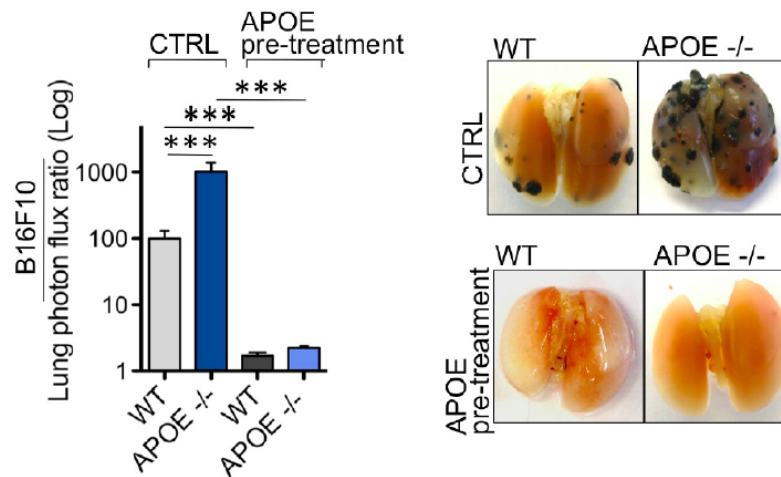 CTRL
APOE
pre-treatment
***
***
***
B16F10
Lung photon flux ratio (Log)
1000
100
10
1
WT
APOE -/-
WT
APOE -/-
WT
APOE -/-
CTRL
WT
APOE -/-
APOE
pre-treatment